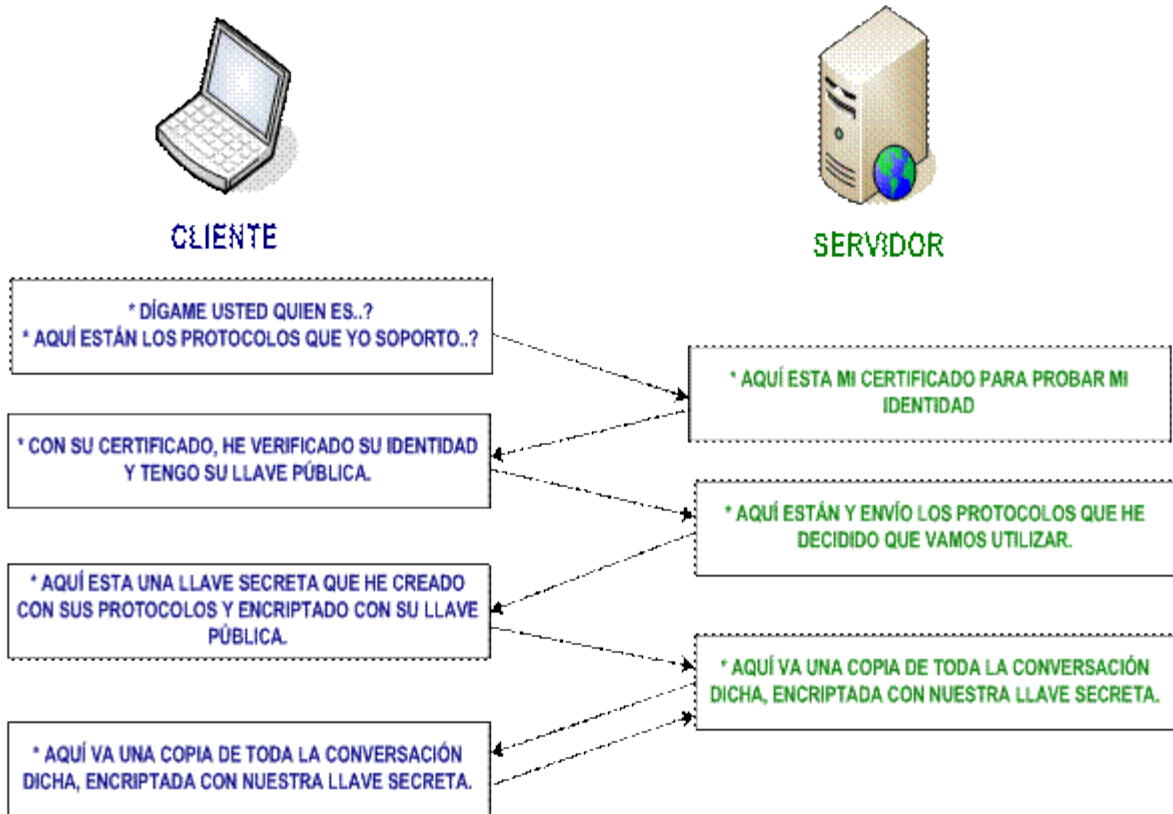 CLIENTE
SERVIDOR
* DÍGAME USTED QUIEN ES..?
* AQUÍ ESTÁN LOS PROTOCOLOS QUE YO SOPORTO..?
* AQUÍ ESTA MI CERTIFICADO PARA PROBAR MI
IDENTIDAD
* CON SU CERTIFICADO, HE VERIFICADO SU IDENTIDAD
Y TENGO SU LLAVE PÚBLICA.
* AQUÍ ESTÁN Y ENVÍO LOS PROTOCOLOS QUE HE
DECIDIDO QUE VAMOS UTILIZAR.
* AQUÍ ESTA UNA LLAVE SECRETA QUE HE CREADO
CON SUS PROTOCOLOS Y ENCRIPTADO CON SU LLAVE
PÚBLICA.
* AQUÍ VA UNA COPIA DE TODA LA CONVERSACIÓN
DICHA, ENCRIPTADA CON NUESTRA LLAVE SECRETA.
* AQUÍ VA UNA COPIA DE TODA LA CONVERSACIÓN
DICHA, ENCRIPTADA CON NUESTRA LLAVE SECRETA.